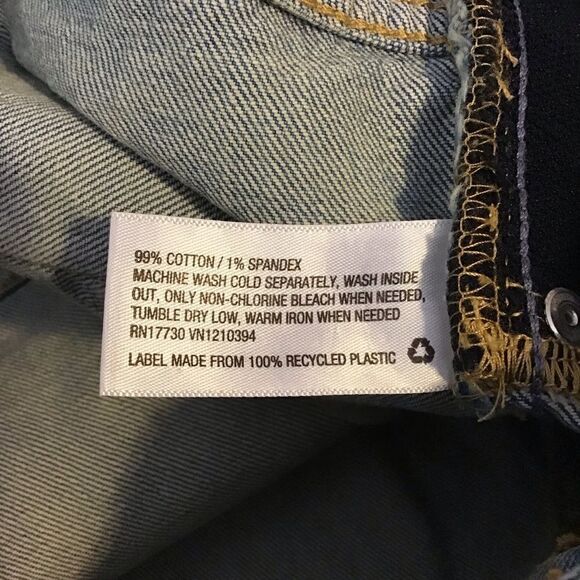 99% COTTON / 1% SPANDEX
MACHINE WASH COLD SEPARATELY, WASH INSIDE
OUT, ONLY NON-CHLORINE BLEACH WHEN NEEDED,
TUMBLE DRY LOW, WARM IRON WHEN NEEDED
RN17730 VN1210394
LABEL MADE FROM 100% RECYCLED PLASTIC